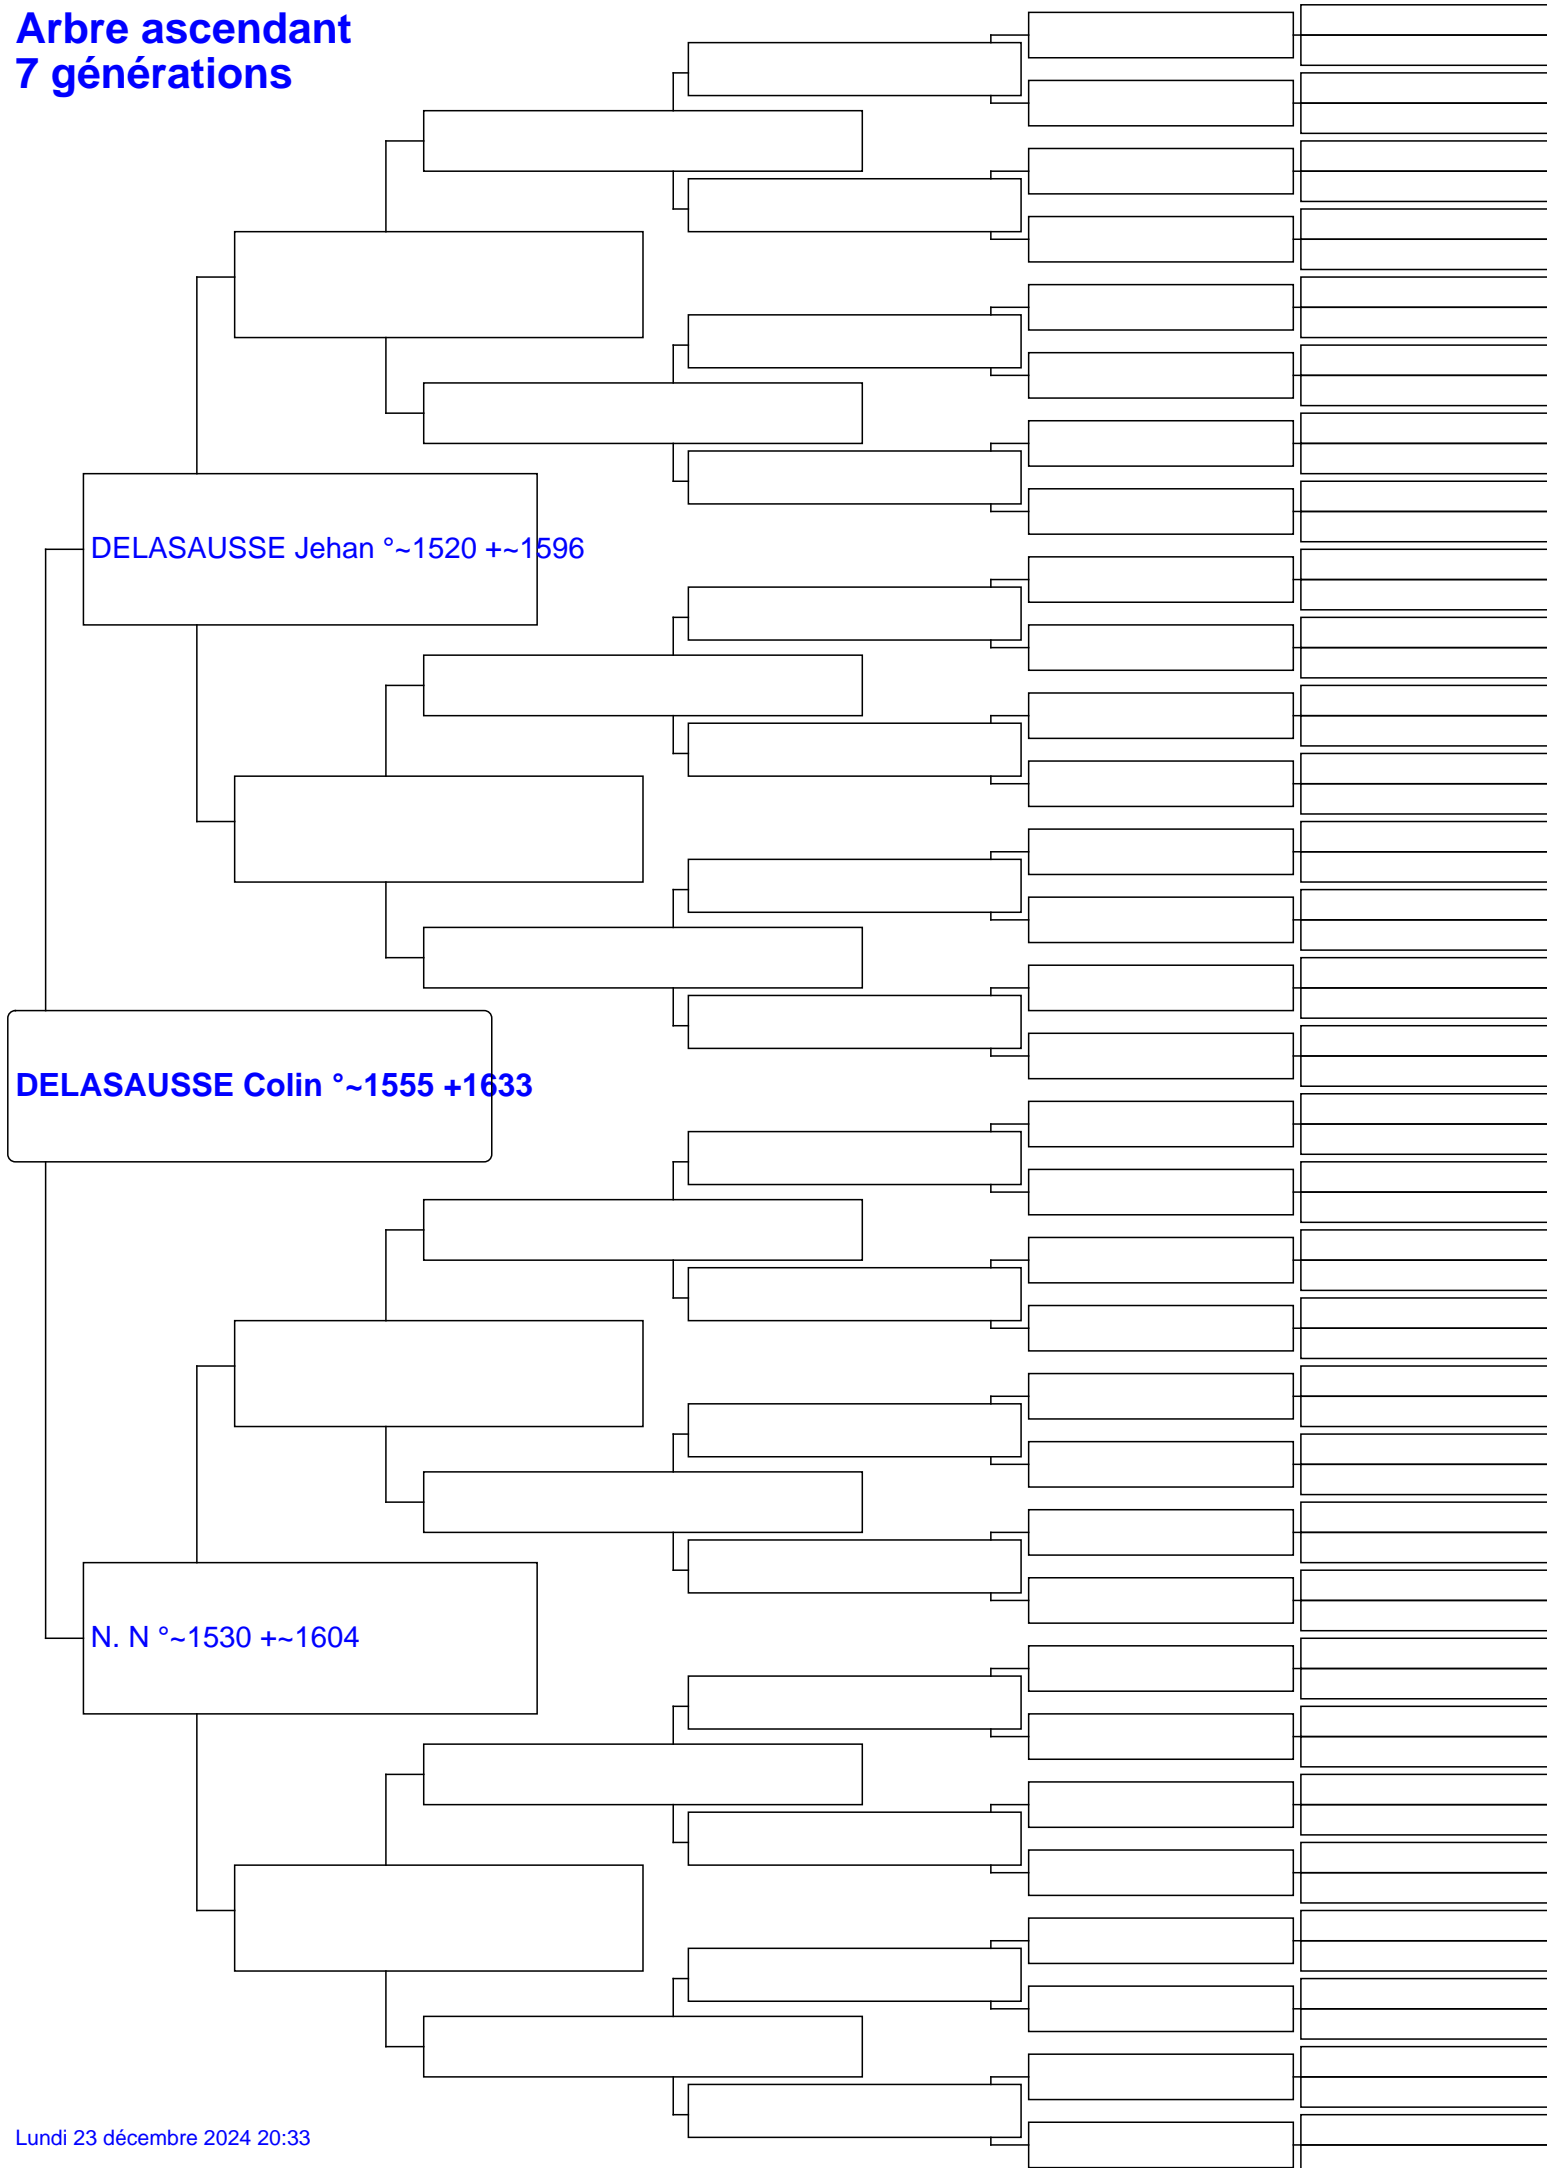 Arbre ascendant
7 générations
DELASAUSSE Jehan °~1520 +~1596
DELASAUSSE Colin °~1555 +1633
N. N °~1530 +~1604
Lundi 23 décembre 2024 20:33